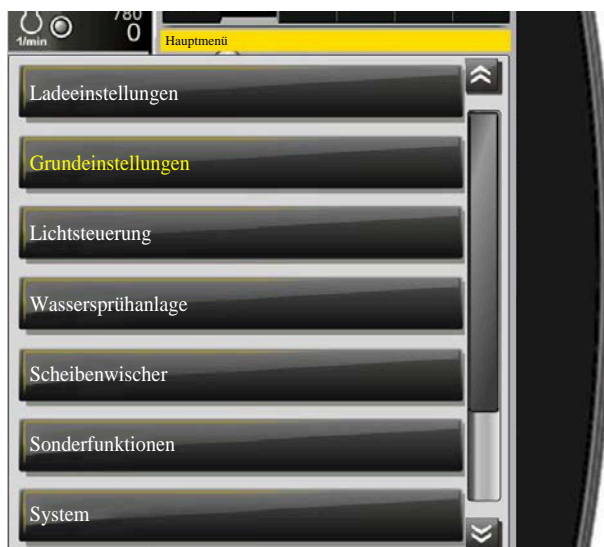 780
0
1/min
Hauptmenü
Ladeeinstellungen
Grundeinstellungen
Lichtsteuerung
Wassersprühanlage
Scheibenwischer
Sonderfunktionen
System